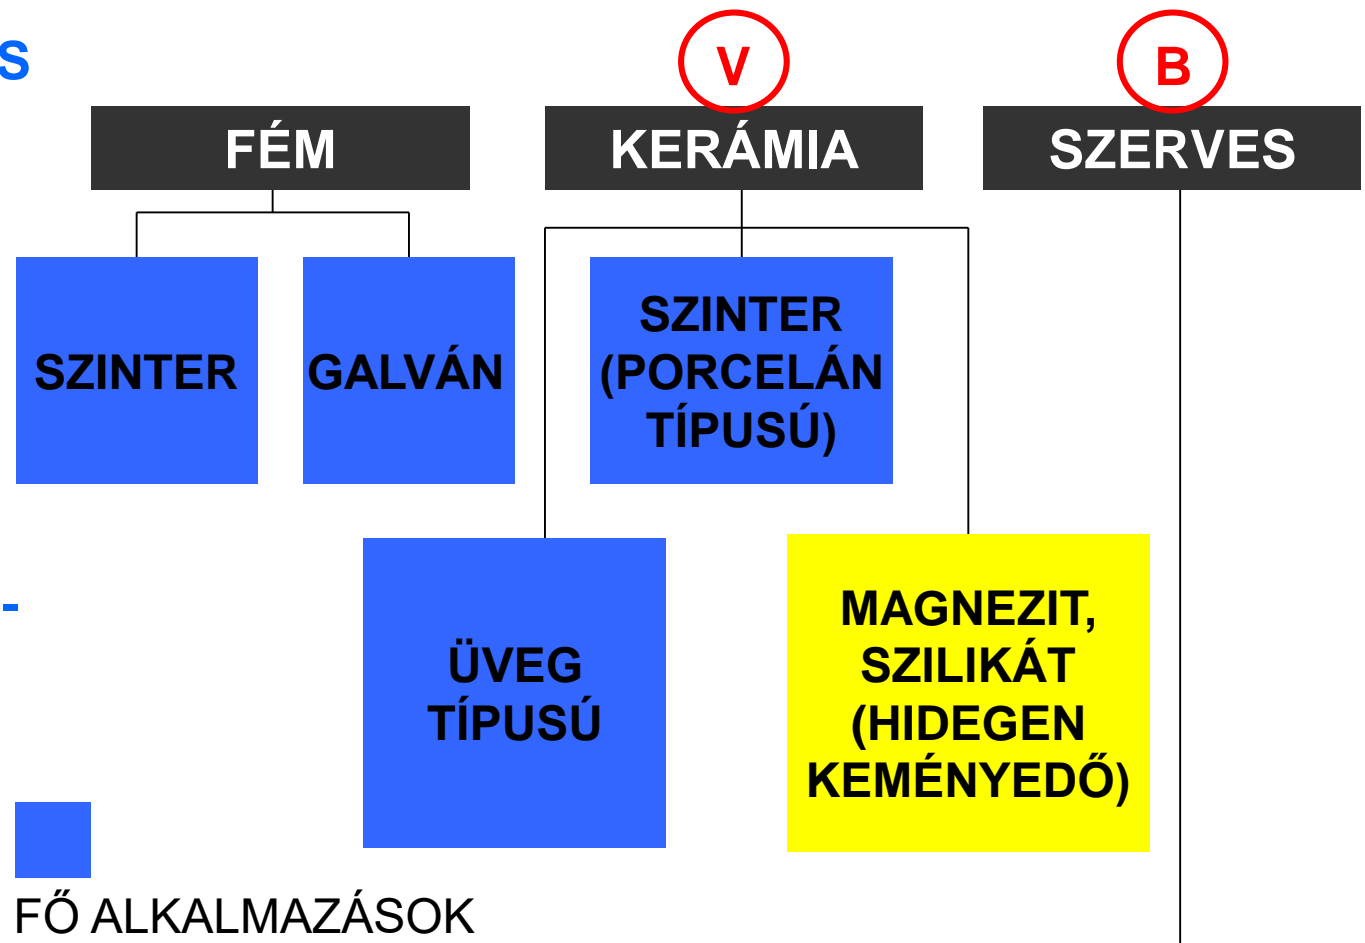 S
V
B
FÉM
KERÁMIA
SZERVES
SZINTER
GALVÁN
SZINTER
(PORCELÁN
TÍPUSÚ)
-
ÜVEG
TÍPUSÚ
MAGNEZIT,
SZILIKÁT
(HIDEGEN
KEMÉNYEDŐ)
FŐ ALKALMAZÁSOK